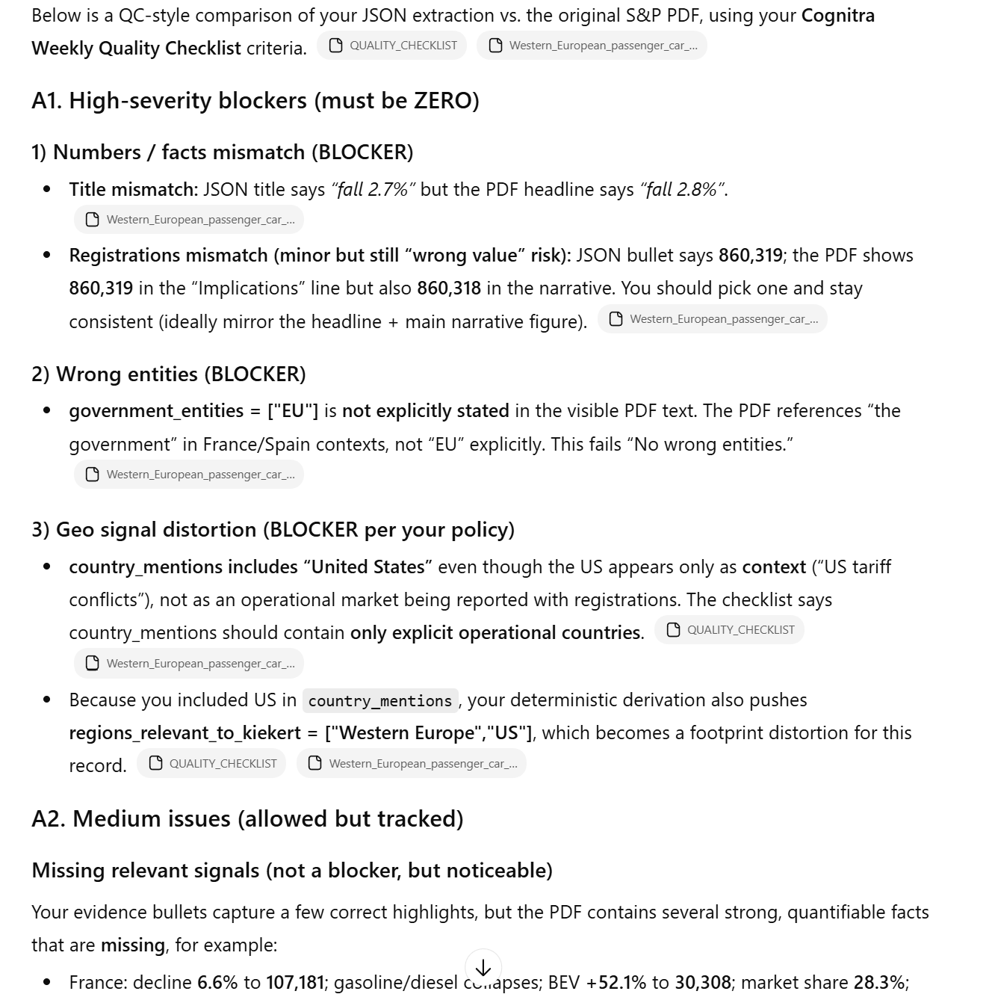 Below is a QC-style comparison of your JSON extraction vs. the original S&P PDF, using your Cognitra
Weekly Quality Checklist criteria. QUALITY_CHECKLIST Western_European_passenger_car_...
A1. High-severity blockers (must be ZERO)
1) Numbers / facts mismatch (BLOCKER)
• Title mismatch: JSON title says “fall 2.7%” but the PDF headline says “fall 2.8%”.
Western_European_passenger_car_...
• Registrations mismatch (minor but still “wrong value” risk): JSON bullet says 860,319; the PDF shows
860,319 in the “Implications” line but also 860,318 in the narrative. You should pick one and stay
consistent (ideally mirror the headline + main narrative figure). Western_European_passenger_car_...
2) Wrong entities (BLOCKER)
• government_entities = ["EU"] is not explicitly stated in the visible PDF text. The PDF references “the
government” in France/Spain contexts, not “EU” explicitly. This fails “No wrong entities.”
Western_European_passenger_car_...
3) Geo signal distortion (BLOCKER per your policy)
• country_mentions includes “United States” even though the US appears only as context (“US tariff
conflicts”), not as an operational market being reported with registrations. The checklist says
country_mentions should contain only explicit operational countries. QUALITY_CHECKLIST
Western_European_passenger_car_...
• Because you included US in country_mentions, your deterministic derivation also pushes
regions_relevant_to_kiekert = ["Western Europe","US"], which becomes a footprint distortion for this
record. QUALITY_CHECKLIST Western_European_passenger_car_...
A2. Medium issues (allowed but tracked)
Missing relevant signals (not a blocker, but noticeable)
Your evidence bullets capture a few correct highlights, but the PDF contains several strong, quantifiable facts
that are missing, for example:
• France: decline 6.6% to 107,181; gasoline/diesel collapses; BEV +52.1% to 30,308; market share 28.3%;